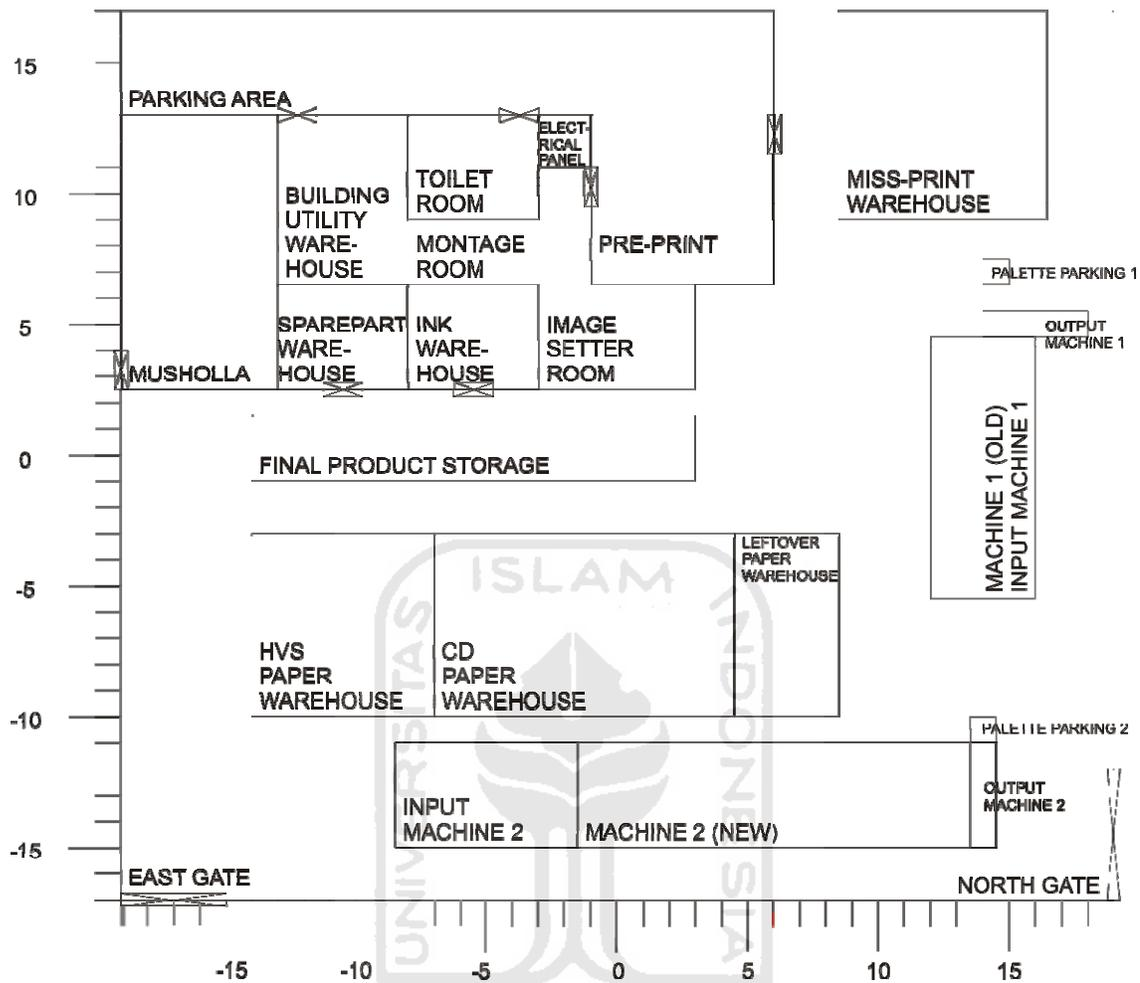 15
PARKING AREA
ELECT-
RICAL
PANEL
TOILET
ROOM
MISS-PRINT
WAREHOUSE
10
BUILDING
UTILITY
WARE-
HOUSE
MONTAGE
ROOM
PRE-PRINT
PALETTE PARKING 1
5
SPAREPART
WARE-
HOUSE
INK
WARE-
HOUSE
IMAGE
SETTER
ROOM
OUTPUT
MACHINE 1
MUSHOLLA
MACHINE 1 (OLD)
INPUT MACHINE 1
0
FINAL PRODUCT STORAGE
LEFTOVER
PAPER
WAREHOUSE
-5
HVS
PAPER
WAREHOUSE
CD
PAPER
WAREHOUSE
-10
PALETTE PARKING 2
INPUT
MACHINE 2
MACHINE 2 (NEW)
OUTPUT
MACHINE 2
-15
EAST GATE
NORTH GATE
-15
-10
-5
0
5
10
15
UNIVERSITAS
ISLAM
INDONESIA